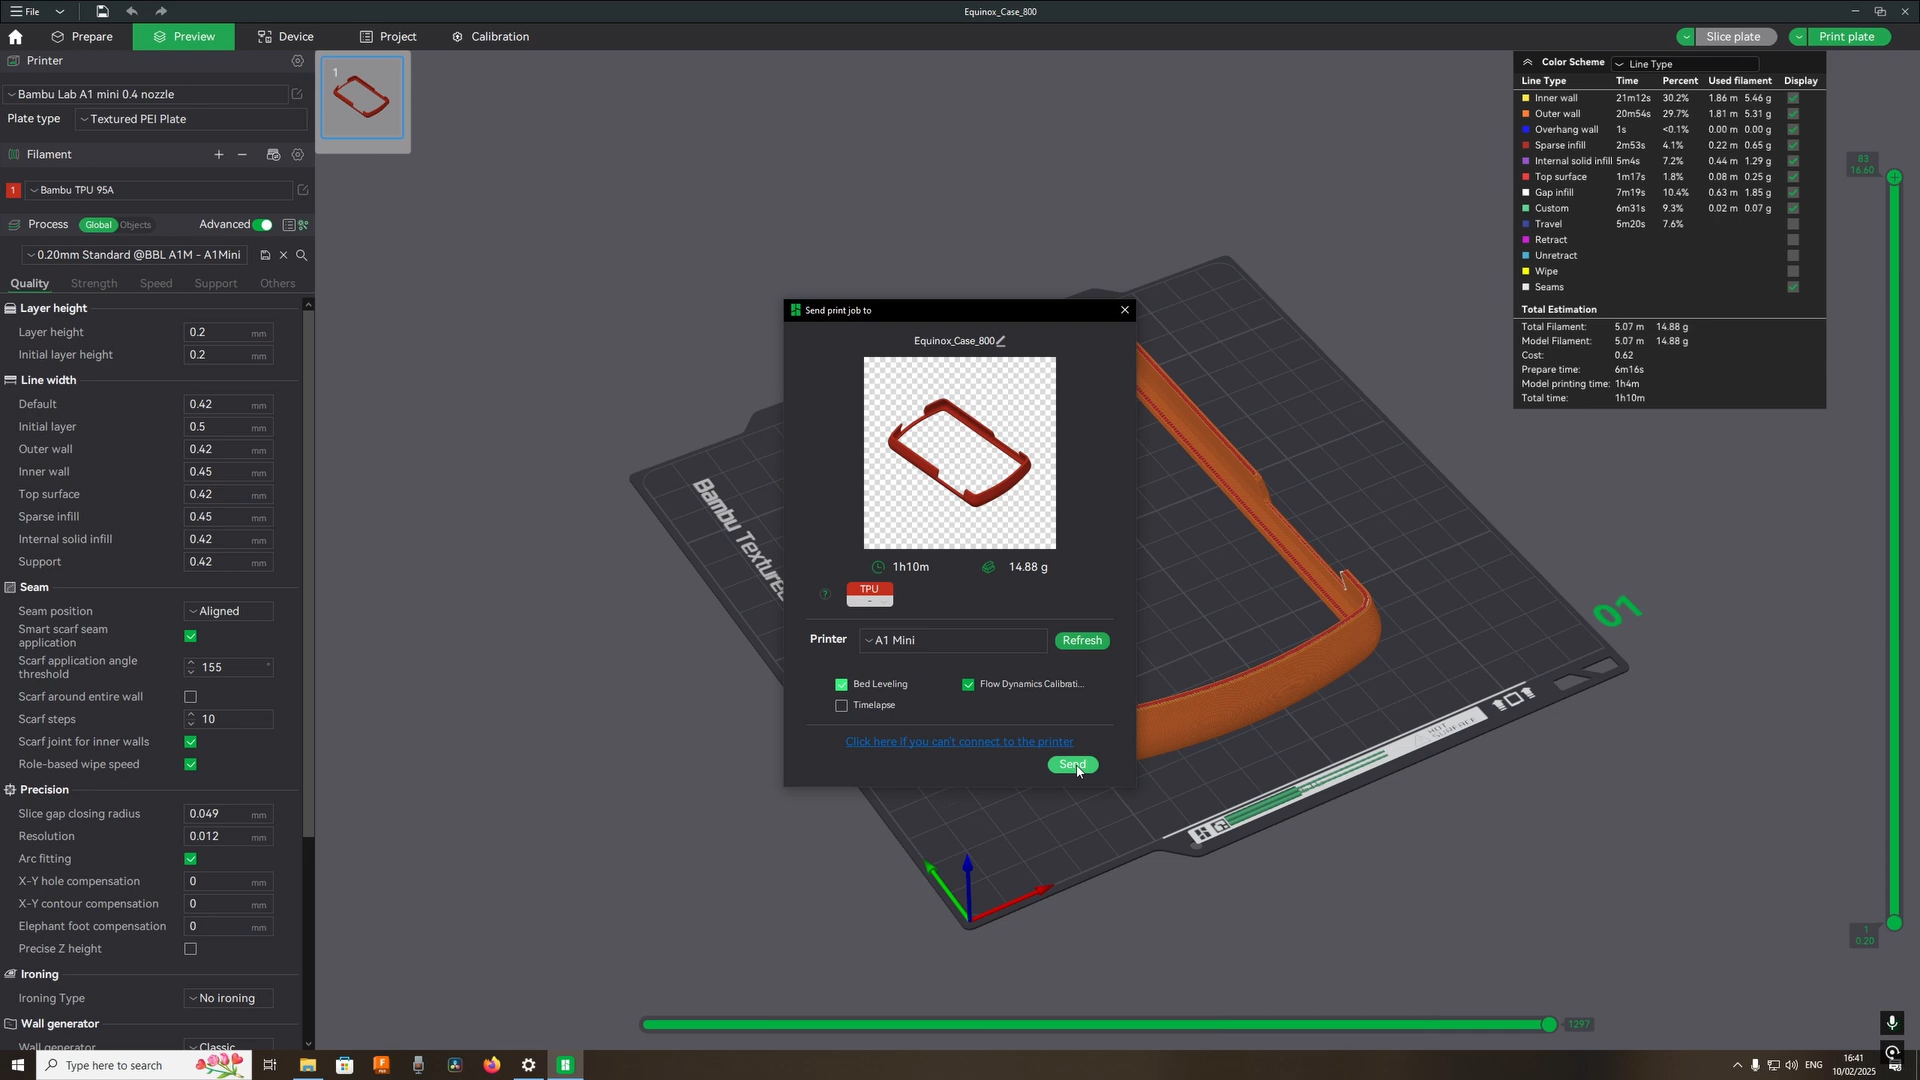 File
Equinox_Case_800
Prepare
Preview
Device
Project
Calibration
Slice plate
Print plate
Printer
Bambu Lab A1 mini 0.4 nozzle
Plate type
Textured PEI Plate
Filament
1
Bambu TPU 95A
Process
Global
Objects
Advanced
0.20mm Standard @BBL A1M - A1Mini
Quality
Strength
Speed
Support
Others
Layer height
Layer height 0.2 mm
Initial layer height 0.2 mm
Line width
Default 0.42 mm
Initial layer 0.5 mm
Outer wall 0.42 mm
Inner wall 0.45 mm
Top surface 0.42 mm
Sparse infill 0.45 mm
Internal solid infill 0.42 mm
Support 0.42 mm
Seam
Seam position Aligned
Smart scarf seam
application
Scarf application angle
threshold
155 °
Scarf around entire wall
Scarf steps 10
Scarf joint for inner walls
Role-based wipe speed
Precision
Slice gap closing radius 0.049 mm
Resolution 0.012 mm
Arc fitting
X-Y hole compensation 0 mm
X-Y contour compensation 0 mm
Elephant foot compensation 0 mm
Precise Z height
Ironing
Ironing Type No ironing
Wall generator
Wall generator Classic
1
Bambu Texture
01
Send print job to
Equinox_Case_800
1h10m
14.88 g
?
TPU
-
Printer
A1 Mini
Refresh
Bed Leveling
Flow Dynamics Calibrati...
Timelapse
Click here if you can't connect to the printer
Send
Color Scheme
Line Type
Line Type Time Percent Used filament Display
Inner wall 21m12s 30.2% 1.86 m 5.46 g
Outer wall 20m54s 29.7% 1.81 m 5.31 g
Overhang wall 1s <0.1% 0.00 m 0.00 g
Sparse infill 2m53s 4.1% 0.22 m 0.65 g
Internal solid infill 5m4s 7.2% 0.44 m 1.29 g
Top surface 1m17s 1.8% 0.08 m 0.25 g
Gap infill 7m19s 10.4% 0.63 m 1.85 g
Custom 6m31s 9.3% 0.02 m 0.07 g
Travel 5m20s 7.6%
Retract
Unretract
Wipe
Seams
Total Estimation
Total Filament: 5.07 m 14.88 g
Model Filament: 5.07 m 14.88 g
Cost: 0.62
Prepare time: 6m16s
Model printing time: 1h4m
Total time: 1h10m
83
16.60
1
0.20
1297
Type here to search
ENG
16:41
10/02/2025